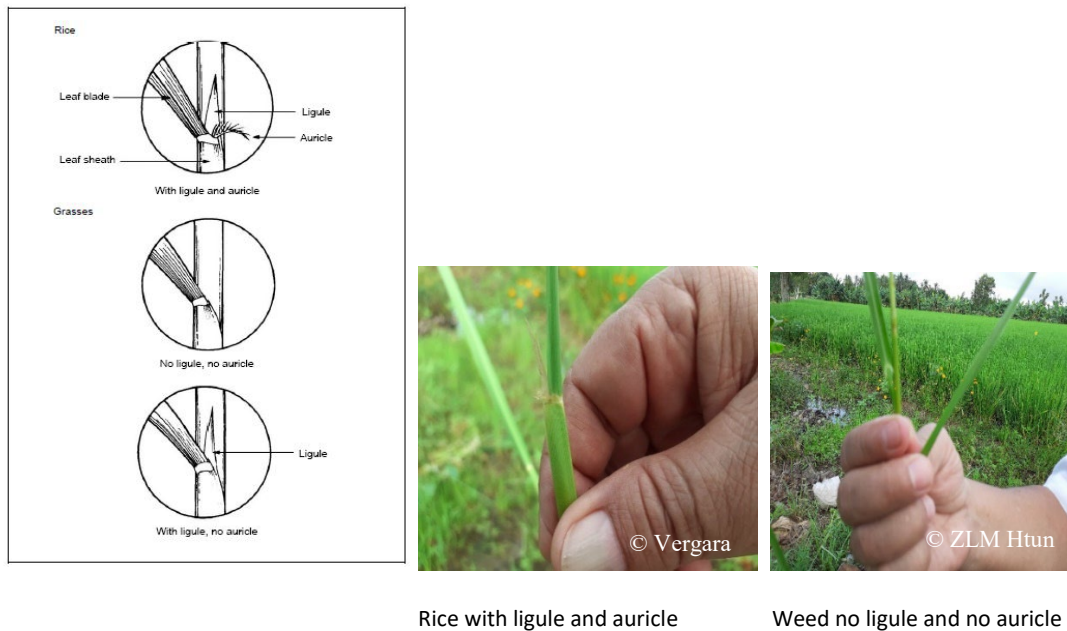 Rice
Leaf blade
Ligule
Auricle
Leaf sheath
With ligule and auricle
Grasses
No ligule, no auricle
Ligule
With ligule, no auricle
© Vergara
© ZLM Htun
Rice with ligule and auricle
Weed no ligule and no auricle